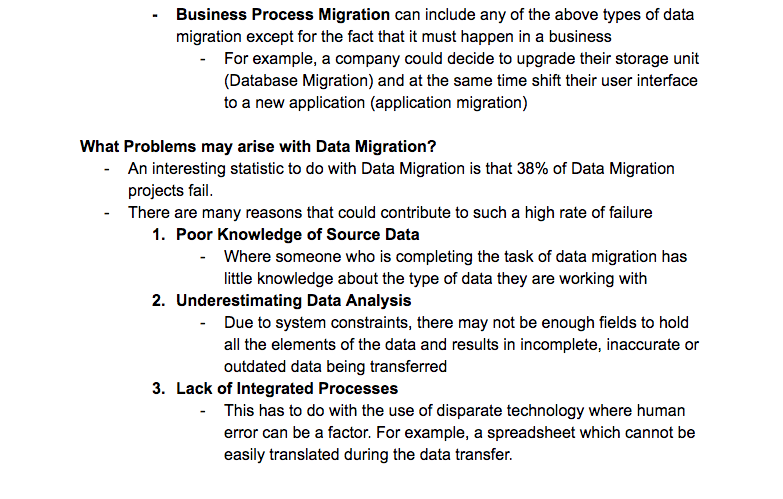 - Business Process Migration can include any of the above types of data
migration except for the fact that it must happen in a business
- For example, a company could decide to upgrade their storage unit
(Database Migration) and at the same time shift their user interface
to a new application (application migration)
What Problems may arise with Data Migration?
- An interesting statistic to do with Data Migration is that 38% of Data Migration
projects fail.
- There are many reasons that could contribute to such a high rate of failure
1. Poor Knowledge of Source Data
- Where someone who is completing the task of data migration has
little knowledge about the type of data they are working with
2. Underestimating Data Analysis
- Due to system constraints, there may not be enough fields to hold
all the elements of the data and results in incomplete, inaccurate or
outdated data being transferred
3. Lack of Integrated Processes
- This has to do with the use of disparate technology where human
error can be a factor. For example, a spreadsheet which cannot be
easily translated during the data transfer.